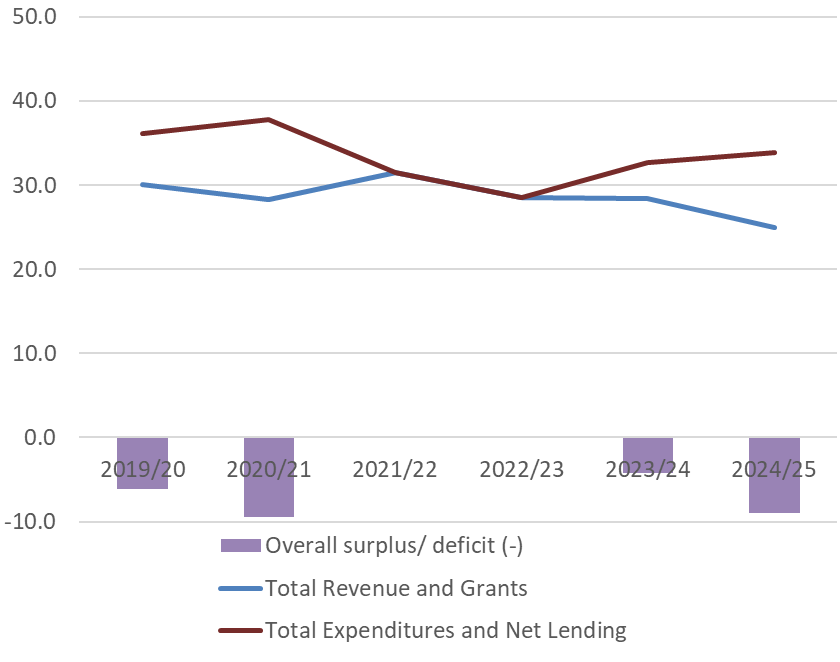 50.0
40.0
30.0
20.0
10.0
0.0
2019/20 2020/21 2021/22 2022/23 2023/24 2024/25
-10.0
Overall surplus/ deficit (-)
Total Revenue and Grants
Total Expenditures and Net Lending